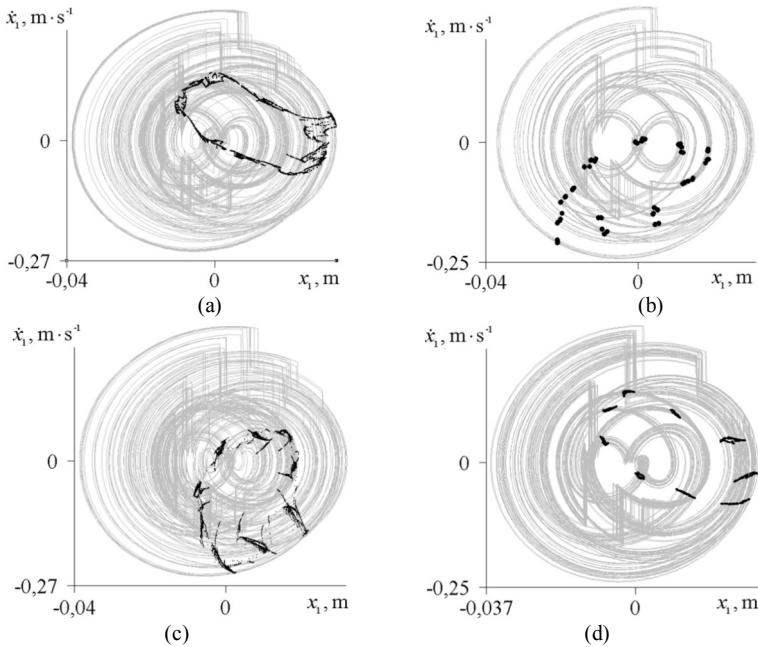 ẋ₁, m · s⁻¹
0
-0,27
-0,04
0
x₁, m
(a)
ẋ₁, m · s⁻¹
0
-0,25
-0,04
0
x₁, m
(b)
ẋ₁, m · s⁻¹
0
-0,27
-0,04
0
x₁, m
(c)
ẋ₁, m · s⁻¹
0
-0,25
-0,037
0
x₁, m
(d)